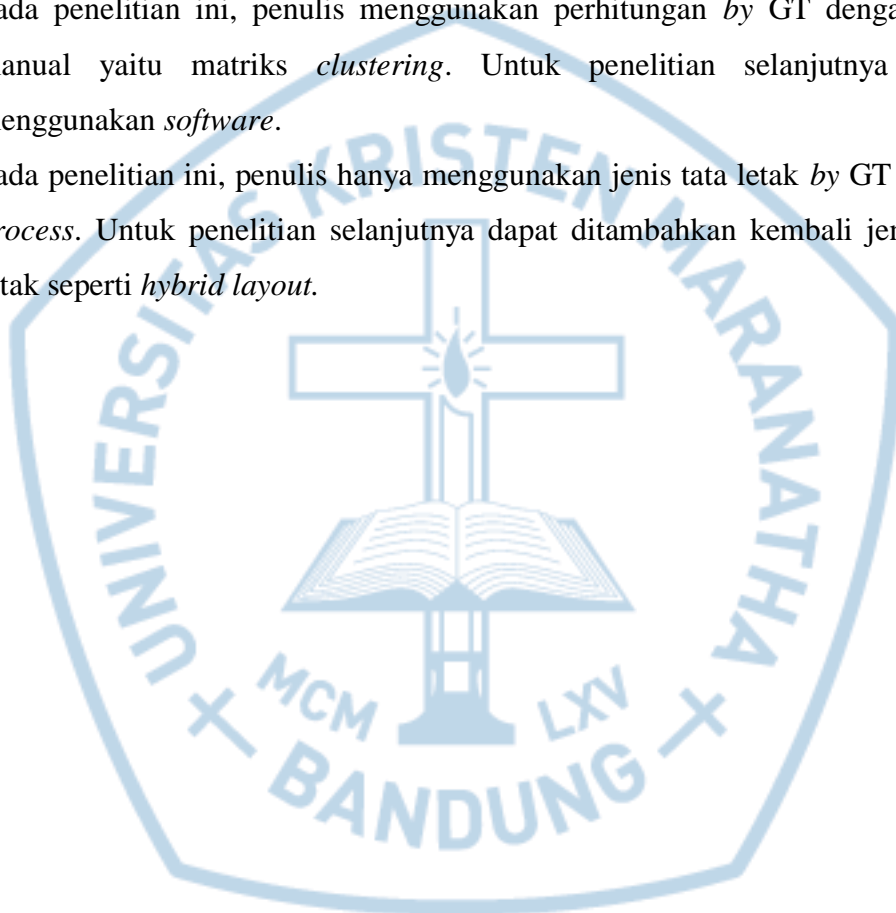 ada penelitian ini, penulis menggunakan perhitungan by GT denga
anual yaitu matriks clustering. Untuk penelitian selanjutnya
enggunakan software.
ada penelitian ini, penulis hanya menggunakan jenis tata letak by GT
rocess. Untuk penelitian selanjutnya dapat ditambahkan kembali jen
tak seperti hybrid layout.
UNIVERSITAS KRISTEN MARANATHA
MCM LXV
BANDUNG